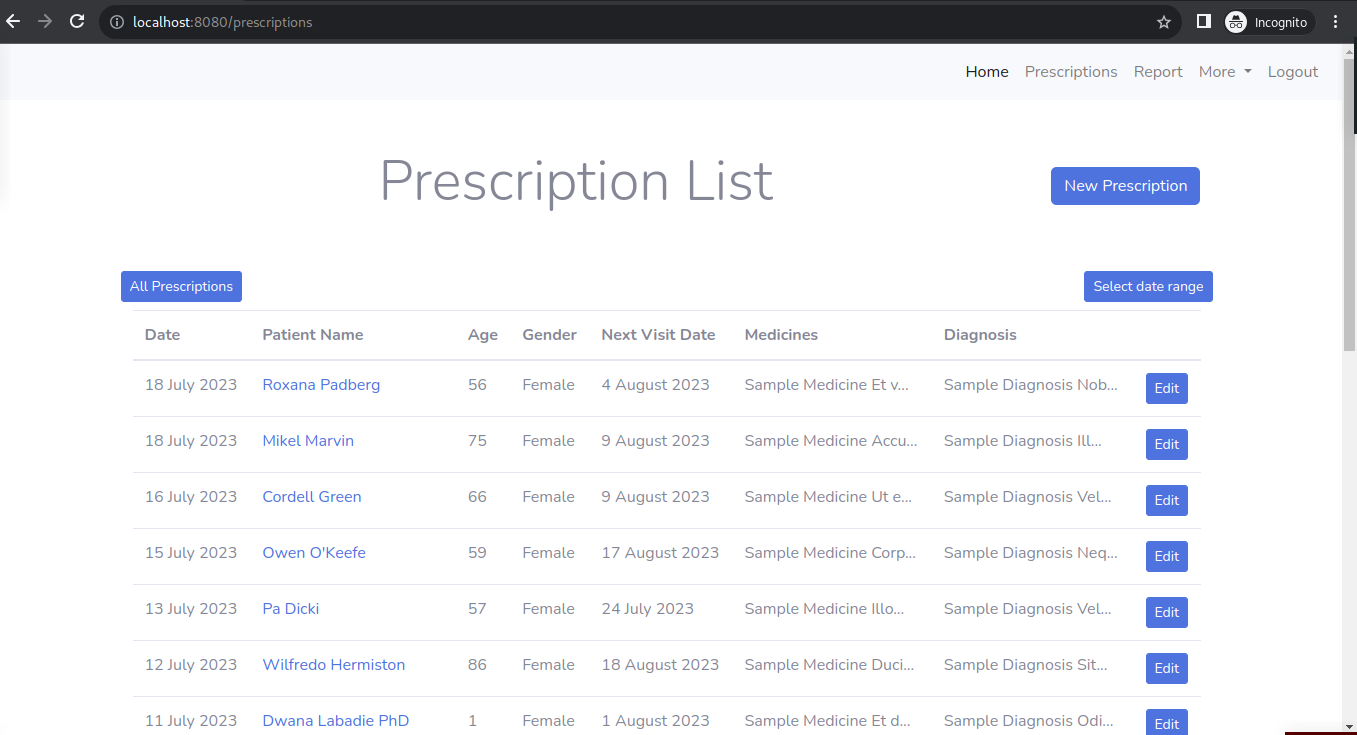 localhost:8080/prescriptions Incognito
Home Prescriptions Report More Logout
Prescription List
New Prescription
All Prescriptions Select date range
Date Patient Name Age Gender Next Visit Date Medicines Diagnosis
18 July 2023 Roxana Padberg 56 Female 4 August 2023 Sample Medicine Et v... Sample Diagnosis Nob... Edit
18 July 2023 Mikel Marvin 75 Female 9 August 2023 Sample Medicine Accu... Sample Diagnosis Ill... Edit
16 July 2023 Cordell Green 66 Female 9 August 2023 Sample Medicine Ut e... Sample Diagnosis Vel... Edit
15 July 2023 Owen O'Keefe 59 Female 17 August 2023 Sample Medicine Corp... Sample Diagnosis Neq... Edit
13 July 2023 Pa Dicki 57 Female 24 July 2023 Sample Medicine Illo... Sample Diagnosis Vel... Edit
12 July 2023 Wilfredo Hermiston 86 Female 18 August 2023 Sample Medicine Duci... Sample Diagnosis Sit... Edit
11 July 2023 Dwana Labadie PhD 1 Female 1 August 2023 Sample Medicine Et d... Sample Diagnosis Odi... Edit